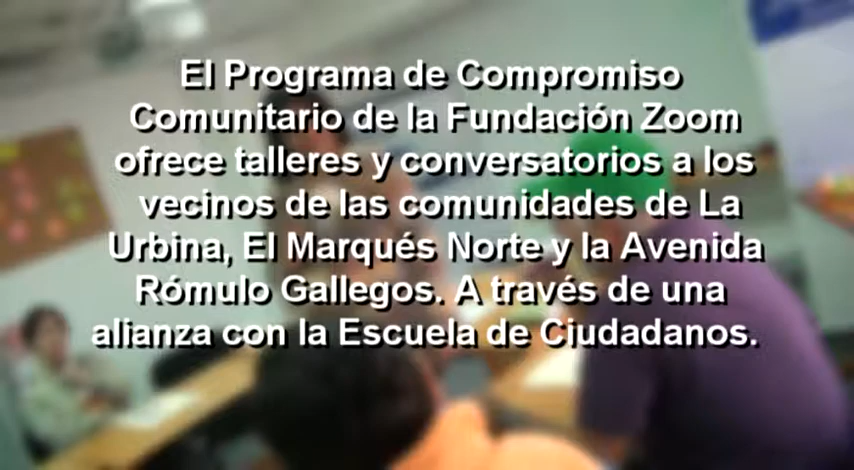 El Programa de Compromiso
Comunitario de la Fundación Zoom
ofrece talleres y conversatorios a los
vecinos de las comunidades de La
Urbina, El Marqués Norte y la Avenida
Rómulo Gallegos. A través de una
alianza con la Escuela de Ciudadanos.